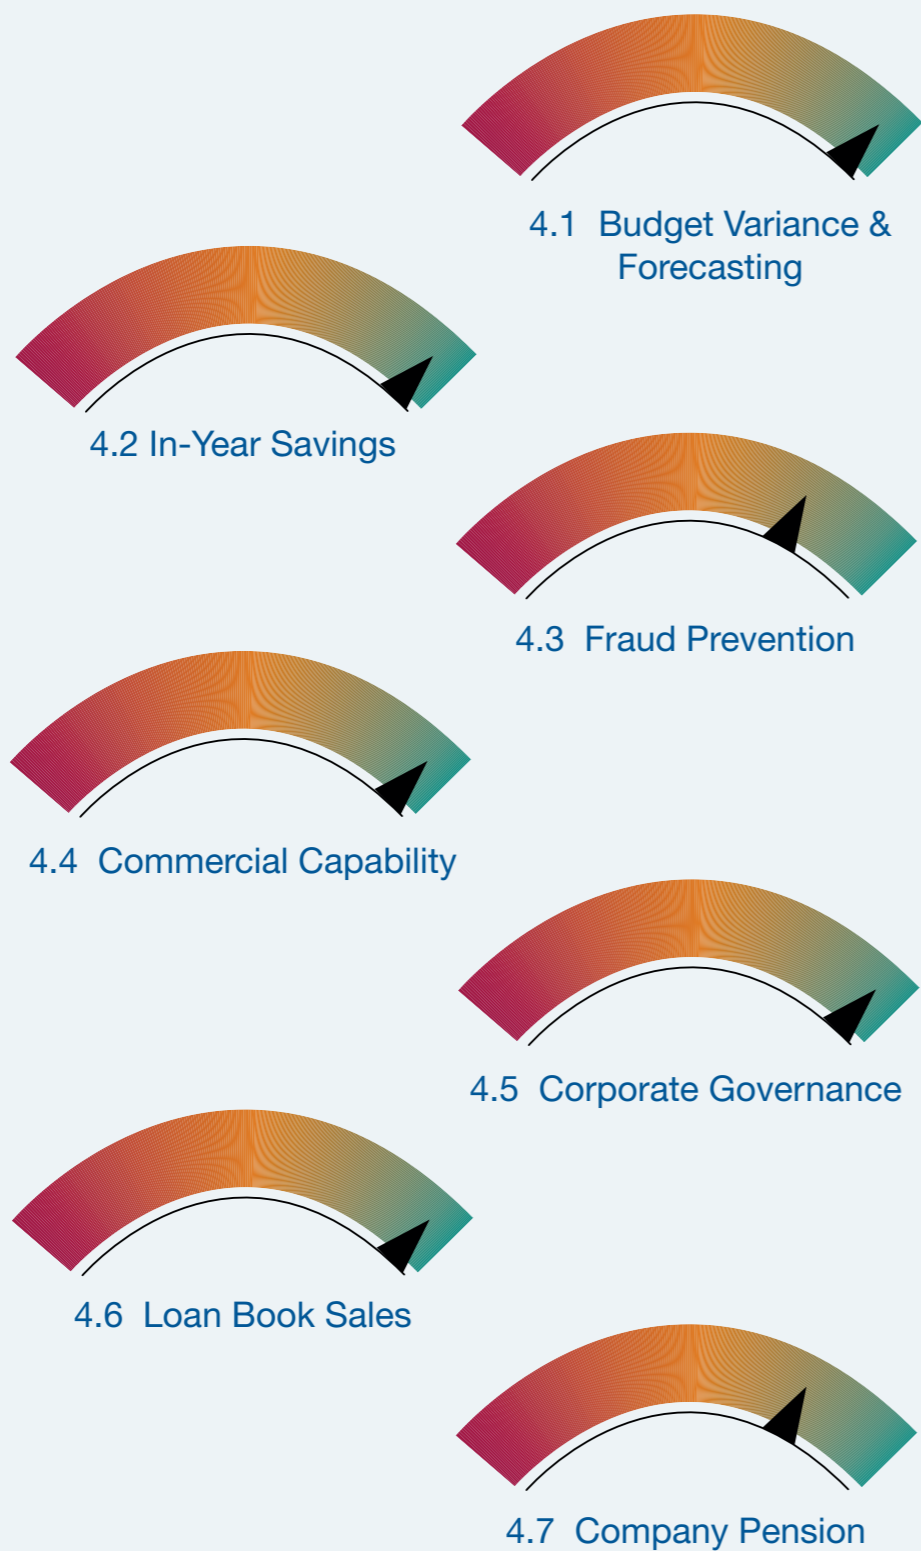 4.1 Budget Variance &
Forecasting
4.2 In-Year Savings
4.3 Fraud Prevention
4.4 Commercial Capability
4.5 Corporate Governance
4.6 Loan Book Sales
4.7 Company Pension